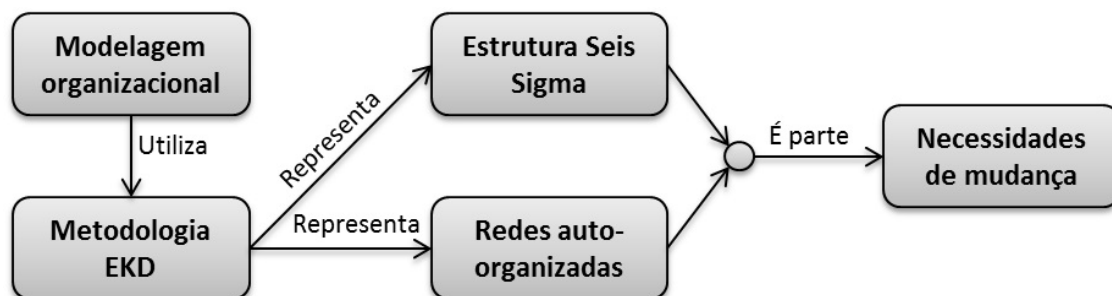 Modelagem
organizacional
Utiliza
Metodologia
EKD
Representa
Representa
Estrutura Seis
Sigma
Redes auto-
organizadas
É parte
Necessidades
de mudança